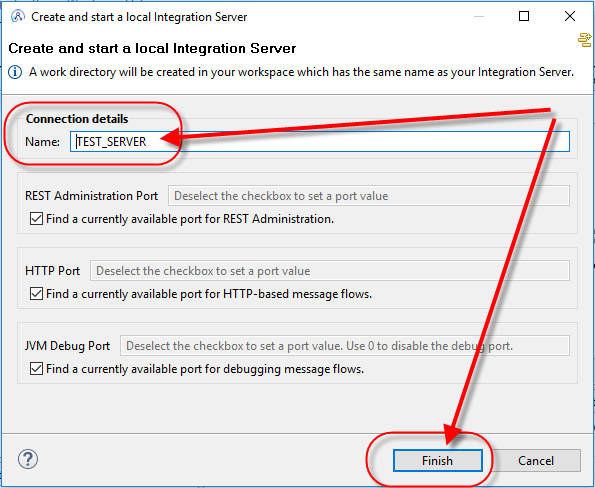 Create and start a local Integration Server
Create and start a local Integration Server
A work directory will be created in your workspace which has the same name as your Integration Server.
Connection details
Name: TEST_SERVER
REST Administration Port Deselect the checkbox to set a port value
Find a currently available port for REST Administration.
HTTP Port Deselect the checkbox to set a port value
Find a currently available port for HTTP-based message flows.
JVM Debug Port Deselect the checkbox to set a port value. Use 0 to disable the debug port.
Find a currently available port for debugging message flows.
? Finish Cancel